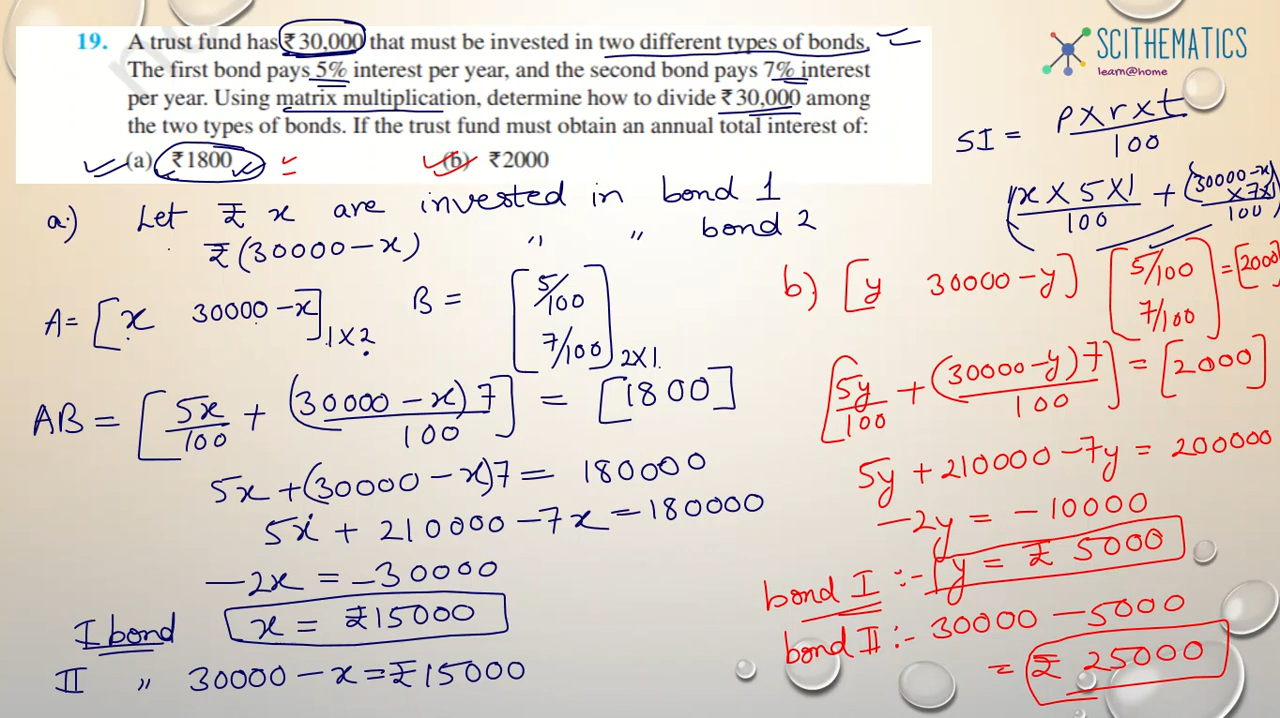 19. A trust fund has ₹ 30,000 that must be invested in two different types of bonds.
The first bond pays 5% interest per year, and the second bond pays 7% interest
per year. Using matrix multiplication, determine how to divide ₹ 30,000 among
the two types of bonds. If the trust fund must obtain an annual total interest of:
(a) ₹1800 (b) ₹2000
SCITHEMATICS
learn@home
SI = P×r×t/100
(x×5×1/100 + (30000-x)×7×1/100)
a.) Let ₹ x are invested in bond 1
₹(30000-x) " " bond 2
A= [x 30000-x]1×2 B = [5/100 7/100]2×1
AB = [5x/100 + (30000-x)7/100] = [1800]
5x+(30000-x)7 = 180000
5x + 210000-7x=180000
-2x = -30000
I bond x = ₹15000
II " 30000-x=₹15000
b) [y 30000-y] [5/100 7/100] = [2000]
[5y/100 + (30000-y)7/100] = [2000]
5y+210000-7y = 200000
-2y = -10000
bond I :- y = ₹ 5000
bond II :- 30000-5000
= ₹ 25000